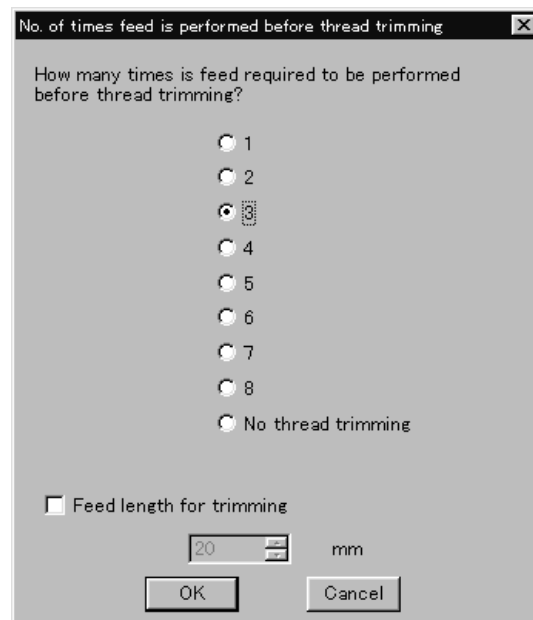 No. of times feed is performed before thread trimming
How many times is feed required to be performed
before thread trimming?
1
2
3
4
5
6
7
8
No thread trimming
Feed length for trimming
20 mm
OK Cancel